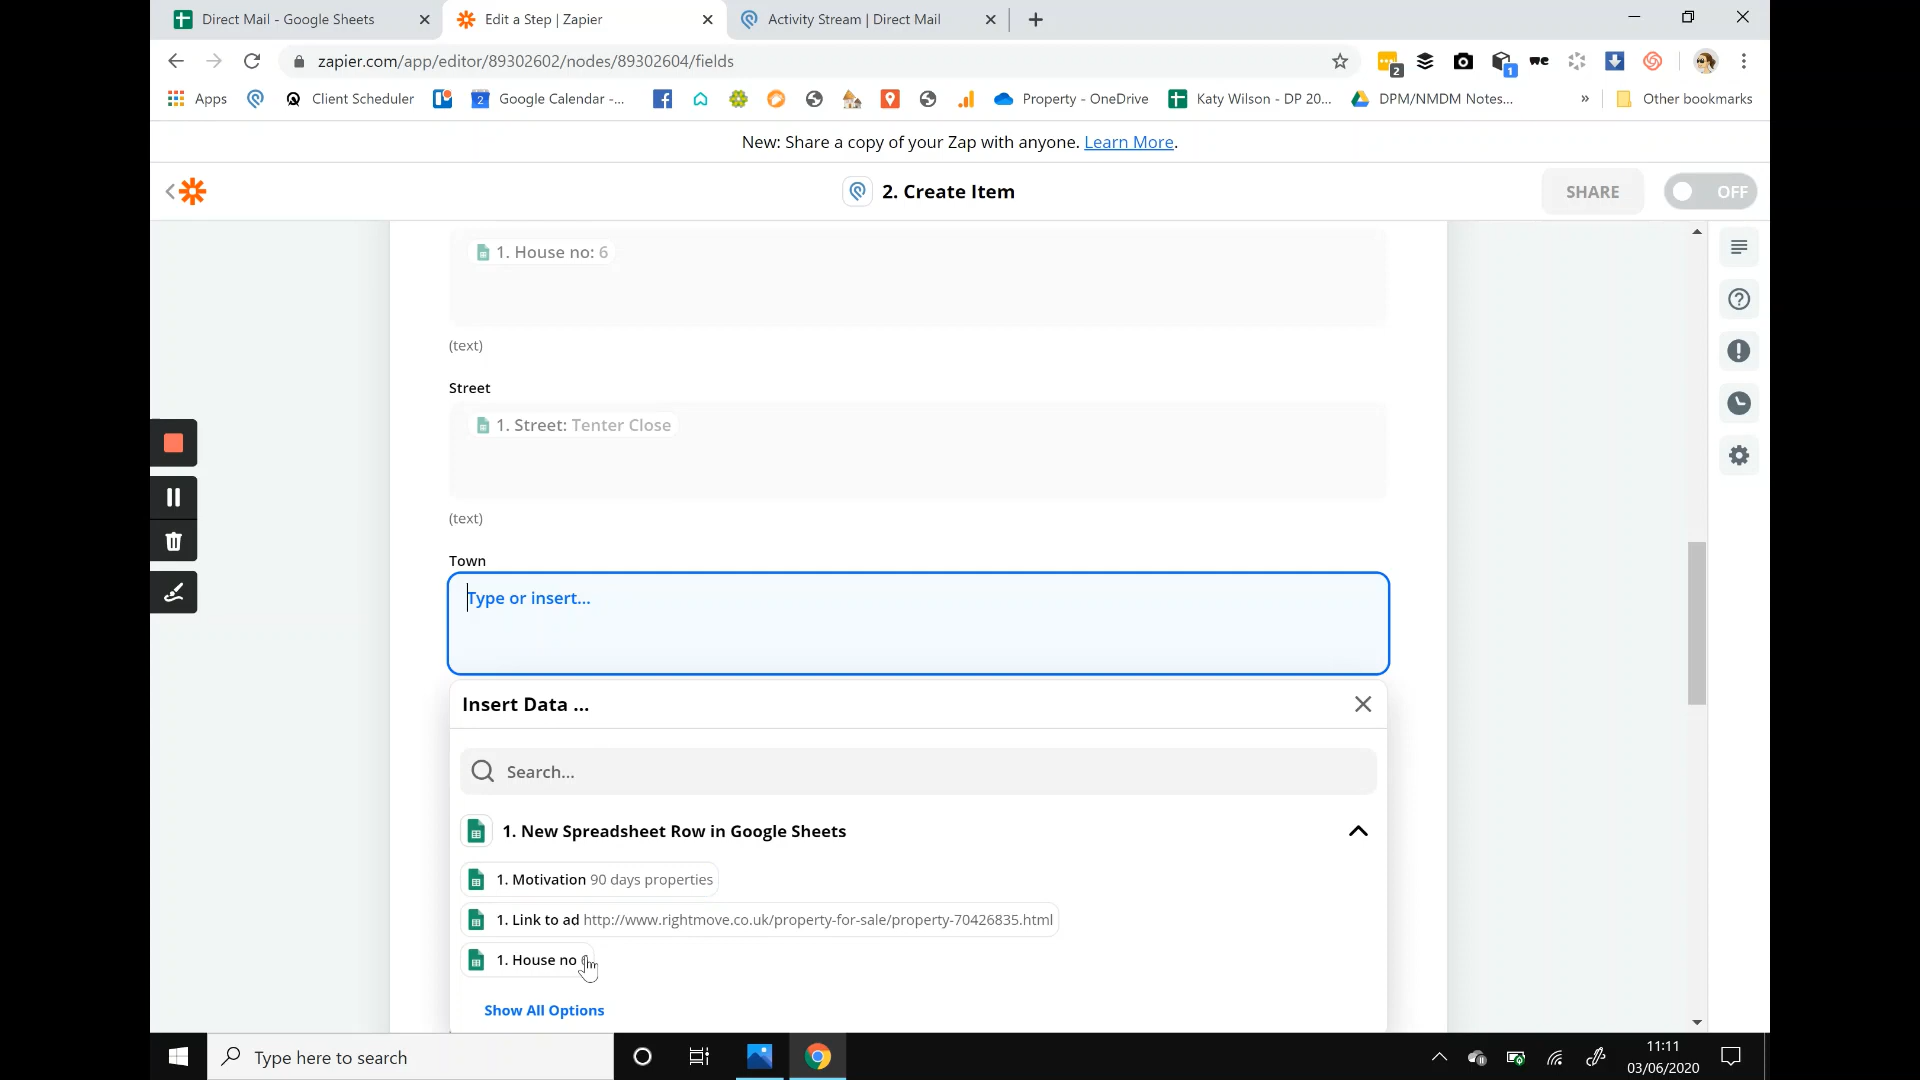 Direct Mail - Google Sheets
Edit a Step | Zapier
Activity Stream | Direct Mail
zapier.com/app/editor/89302602/nodes/89302604/fields
2
1
Apps
Client Scheduler
2
Google Calendar -...
Property - OneDrive
Katy Wilson - DP 20...
DPM/NMDM Notes...
»
Other bookmarks
New: Share a copy of your Zap with anyone. Learn More.
2. Create Item
SHARE
OFF
1. House no: 6
(text)
Street
1. Street: Tenter Close
(text)
Town
Type or insert...
Insert Data ...
Search...
1. New Spreadsheet Row in Google Sheets
1. Motivation 90 days properties
1. Link to ad http://www.rightmove.co.uk/property-for-sale/property-70426835.html
1. House no
Show All Options
Type here to search
11:11
03/06/2020